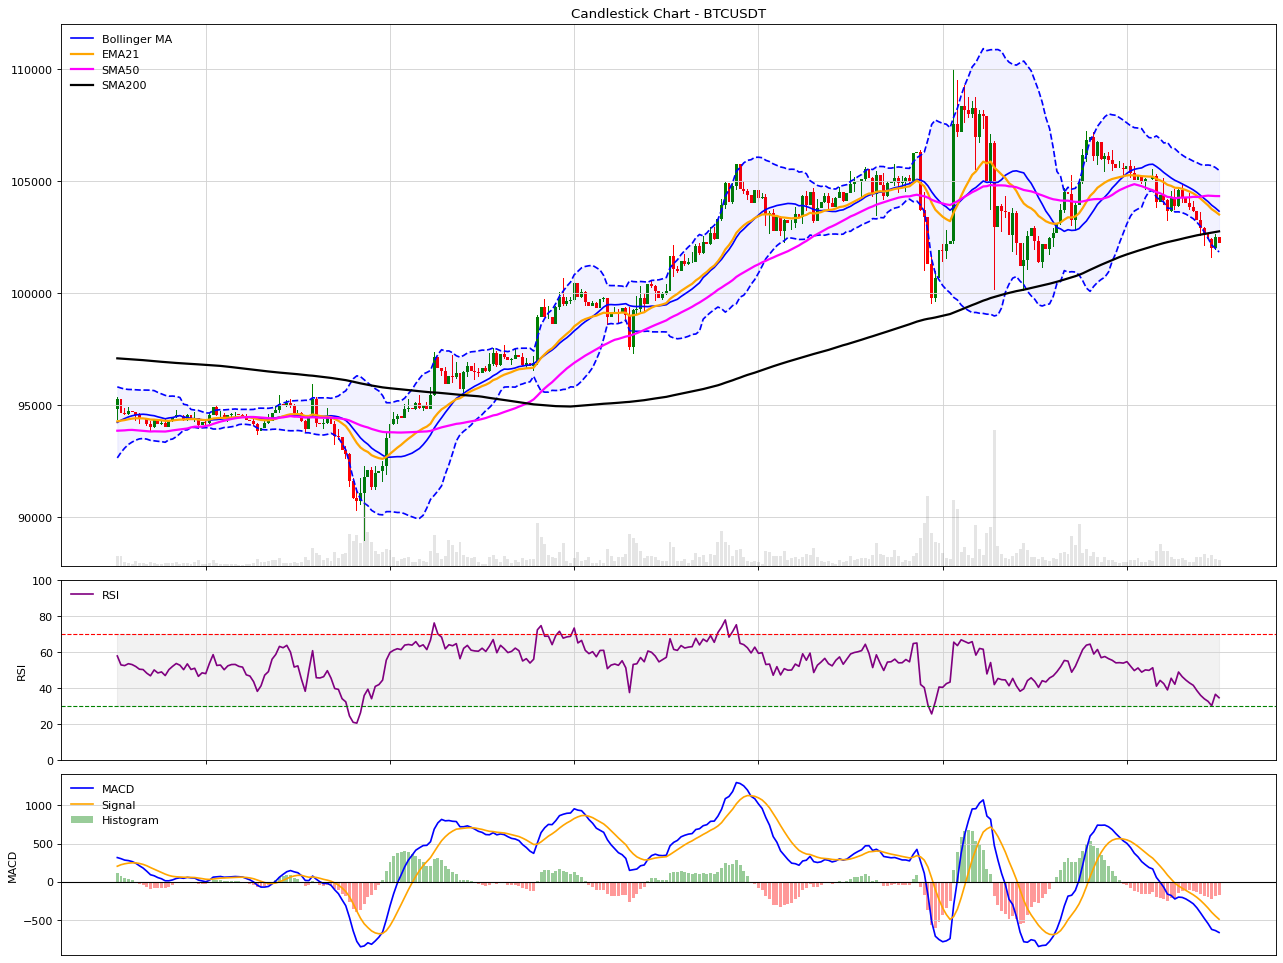 Candlestick Chart - BTCUSDT
Bollinger MA
EMA21
SMA50
SMA200
110000
105000
100000
95000
90000
RSI
100
80
60
40
20
0
RSI
MACD
Signal
Histogram
1000
500
0
−500
MACD